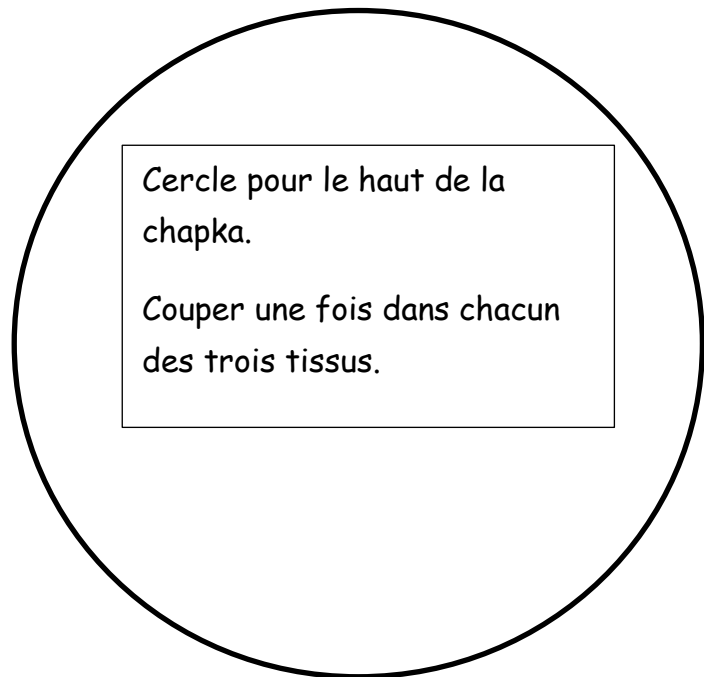 Cercle pour le haut de la
chapka.
Couper une fois dans chacun
des trois tissus.